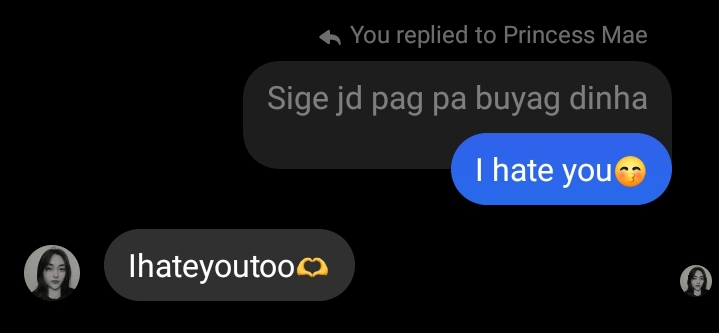 You replied to Princess Mae
Sige jd pag pa buyag dinha
I hate you😙
Ihateyoutoo🫶